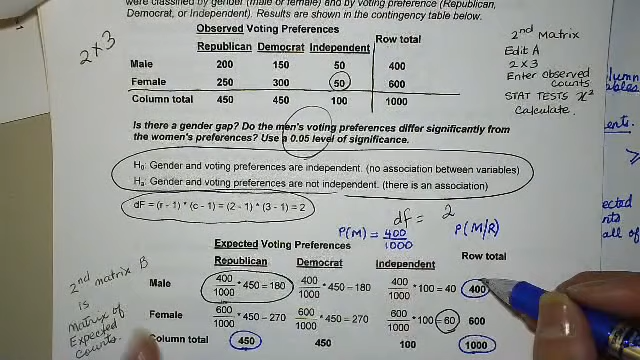 were classified by gender (male or female) and by voting preference (Republican,
Democrat, or Independent). Results are shown in the contingency table below.
2 x 3
Observed Voting Preferences
Republican Democrat Independent Row total
Male 200 150 50 400
Female 250 300 50 600
Column total 450 450 100 1000
2nd Matrix
Edit A
2 x 3
Enter observed
counts
STAT TESTS χ²
Calculate.
Is there a gender gap? Do the men's voting preferences differ significantly from
the women's preferences? Use a 0.05 level of significance.
H₀: Gender and voting preferences are independent. (no association between variables)
Hₐ: Gender and voting preferences are not independent. (there is an association)
dF = (r - 1) * (c - 1) = (2 - 1) * (3 - 1) = 2
df = 2
P(M) = 400/1000
P(M/R)
Expected Voting Preferences
Republican Democrat Independent Row total
Male 400/1000 * 450 = 180 400/1000 * 450 = 180 400/1000 * 100 = 40 400
Female 600/1000 * 450 = 270 600/1000 * 450 = 270 600/1000 * 100 = 60 600
Column total 450 450 100 1000
2nd matrix B
is
Matrix of
Expected
counts.
ents.
all of